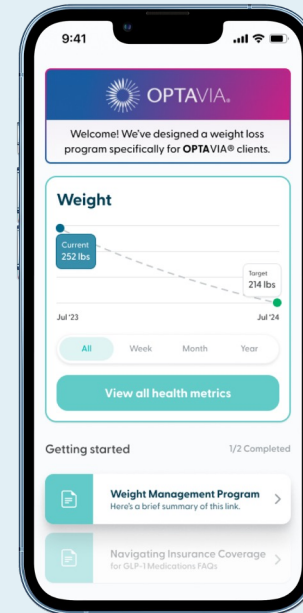 9:41
OPTAVIA®
Welcome! We've designed a weight loss
program specifically for OPTAVIA® clients.
Weight
Current
252 lbs
Target
214 lbs
Jul '23
Jul '24
All Week Month Year
View all health metrics
Getting started 1/2 Completed
Weight Management Program
Here's a brief summary of this link.
Navigating Insurance Coverage
for GLP-1 Medications FAQs